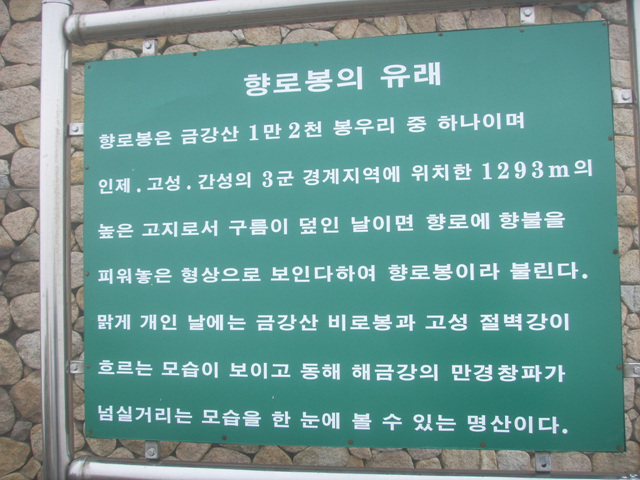 향로봉의 유래
향로봉은 금강산 1만 2천 봉우리 중 하나이며
인제.고성.간성의 3군 경계지역에 위치한 1293m의
높은 고지로서 구름이 덮인 날이면 향로에 향불을
피워놓은 형상으로 보인다하여 향로봉이라 불린다.
맑게 개인 날에는 금강산 비로봉과 고성 절벽강이
흐르는 모습이 보이고 동해 해금강의 만경창파가
넘실거리는 모습을 한 눈에 볼 수 있는 명산이다.